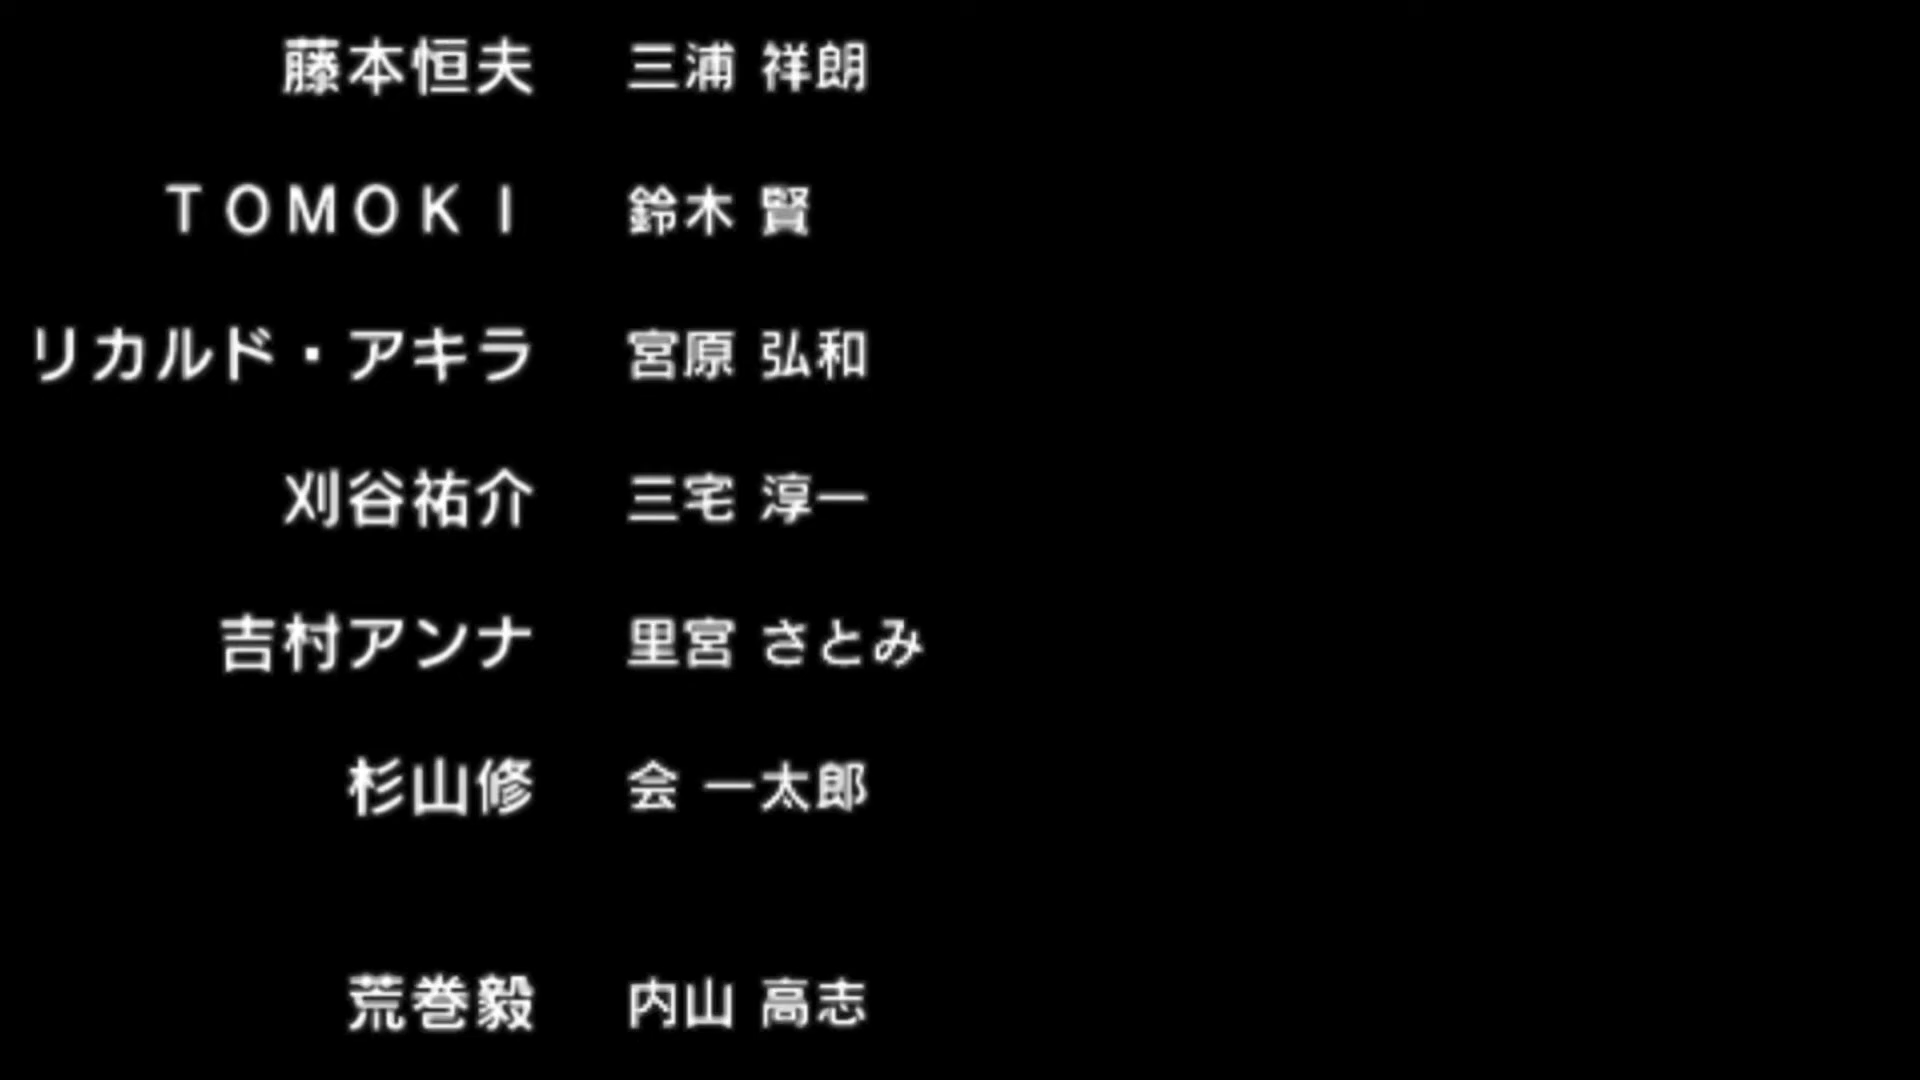 藤本恒夫 三浦 祥朗
ＴＯＭＯＫＩ 鈴木 賢
リカルド・アキラ 宮原 弘和
刈谷祐介 三宅 淳一
吉村アンナ 里宮 さとみ
杉山修 会 一太郎
荒巻毅 内山 高志